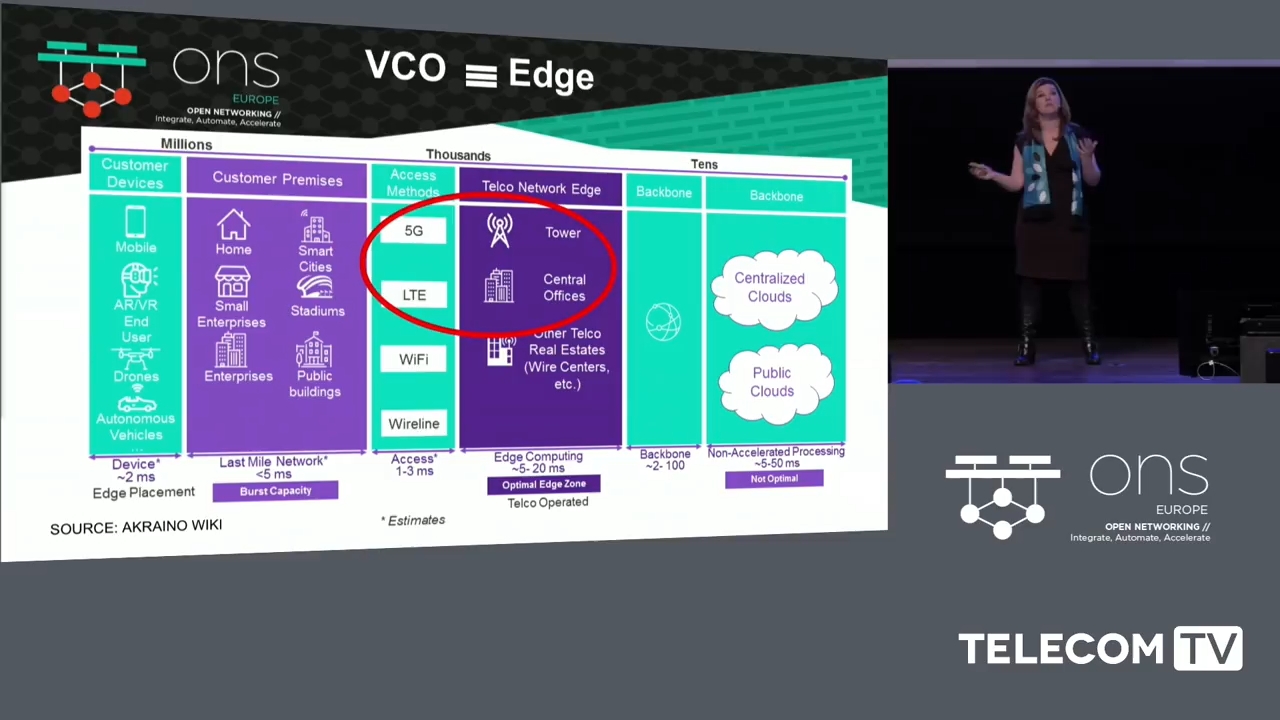 ons
EUROPE
OPEN NETWORKING //
Integrate, Automate, Accelerate
VCO ≡ Edge
Millions
Thousands
Tens
Customer
Devices
Customer Premises
Access
Methods
Telco Network Edge
Backbone
Backbone
Mobile
AR/VR
End
User
Drones
Autonomous
Vehicles
...
Home
Smart
Cities
Small
Enterprises
Stadiums
Enterprises
Public
buildings
5G
LTE
WiFi
Wireline
Tower
Central
Offices
Other Telco
Real Estates
(Wire Centers,
etc.)
Centralized
Clouds
Public
Clouds
Device*
~2 ms
Edge Placement
Last Mile Network*
<5 ms
Burst Capacity
Access*
1-3 ms
Edge Computing
~5- 20 ms
Optimal Edge Zone
Telco Operated
Backbone
~2- 100
Non-Accelerated Processing
~5-50 ms
Not Optimal
SOURCE: AKRAINO WIKI
* Estimates
ons
EUROPE
OPEN NETWORKING //
Integrate, Automate, Accelerate
TELECOM TV